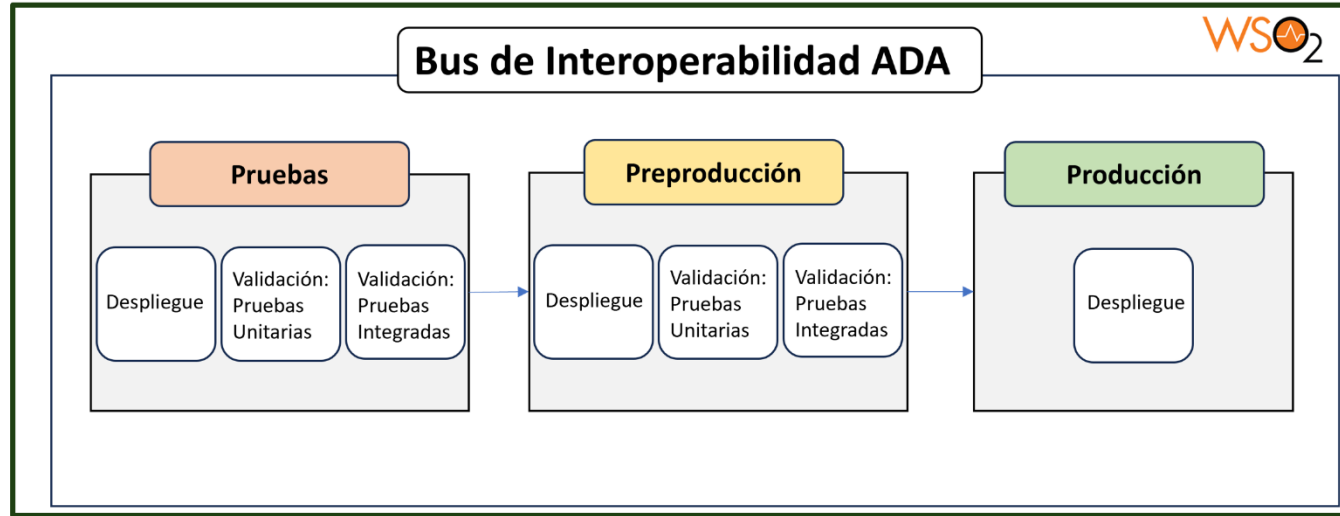 Bus de Interoperabilidad ADA
WSO2
Pruebas
Preproducción
Producción
Despliegue
Validación:
Pruebas
Unitarias
Validación:
Pruebas
Integradas
Despliegue
Validación:
Pruebas
Unitarias
Validación:
Pruebas
Integradas
Despliegue